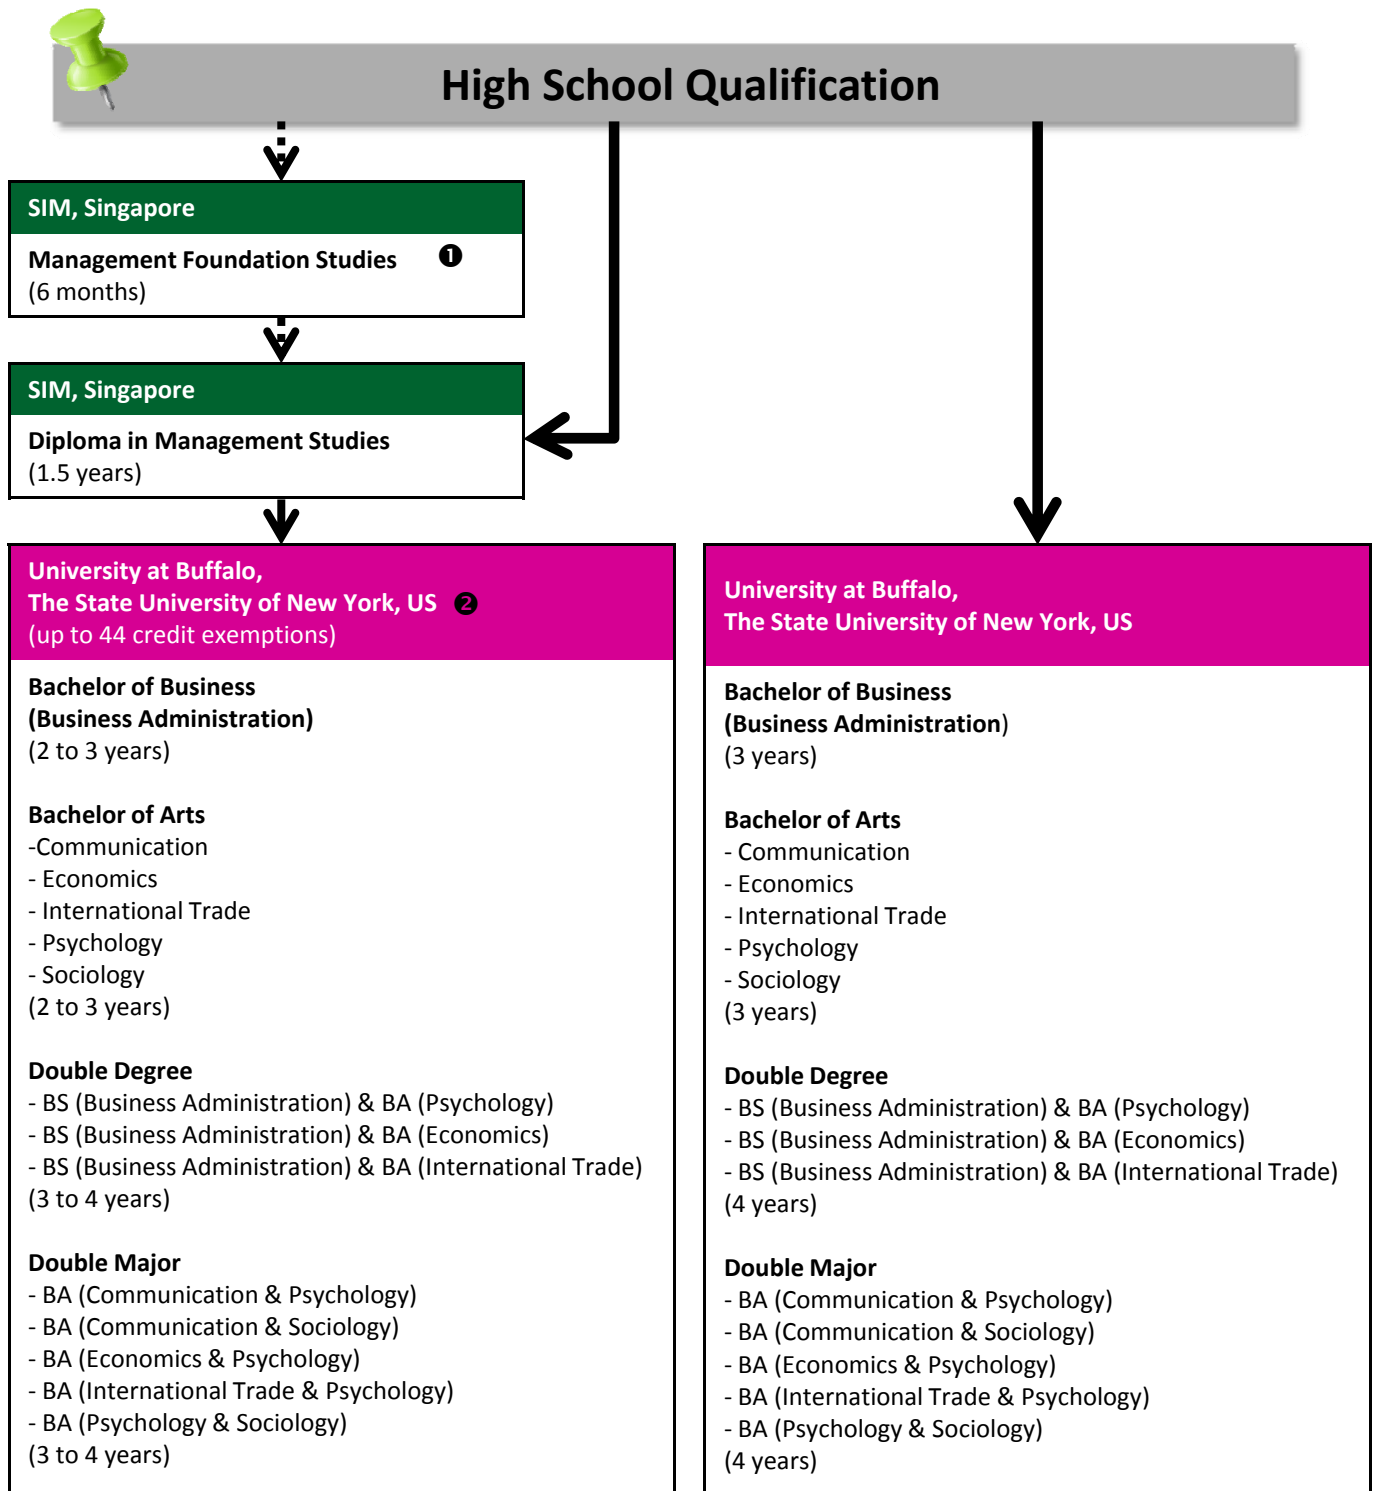 High School Qualification
SIM, Singapore
Management Foundation Studies ❶
(6 months)
SIM, Singapore
Diploma in Management Studies
(1.5 years)
University at Buffalo,
The State University of New York, US ❷
(up to 44 credit exemptions)
Bachelor of Business
(Business Administration)
(2 to 3 years)
Bachelor of Arts
-Communication
- Economics
- International Trade
- Psychology
- Sociology
(2 to 3 years)
Double Degree
- BS (Business Administration) & BA (Psychology)
- BS (Business Administration) & BA (Economics)
- BS (Business Administration) & BA (International Trade)
(3 to 4 years)
Double Major
- BA (Communication & Psychology)
- BA (Communication & Sociology)
- BA (Economics & Psychology)
- BA (International Trade & Psychology)
- BA (Psychology & Sociology)
(3 to 4 years)
University at Buffalo,
The State University of New York, US
Bachelor of Business
(Business Administration)
(3 years)
Bachelor of Arts
- Communication
- Economics
- International Trade
- Psychology
- Sociology
(3 years)
Double Degree
- BS (Business Administration) & BA (Psychology)
- BS (Business Administration) & BA (Economics)
- BS (Business Administration) & BA (International Trade)
(4 years)
Double Major
- BA (Communication & Psychology)
- BA (Communication & Sociology)
- BA (Economics & Psychology)
- BA (International Trade & Psychology)
- BA (Psychology & Sociology)
(4 years)